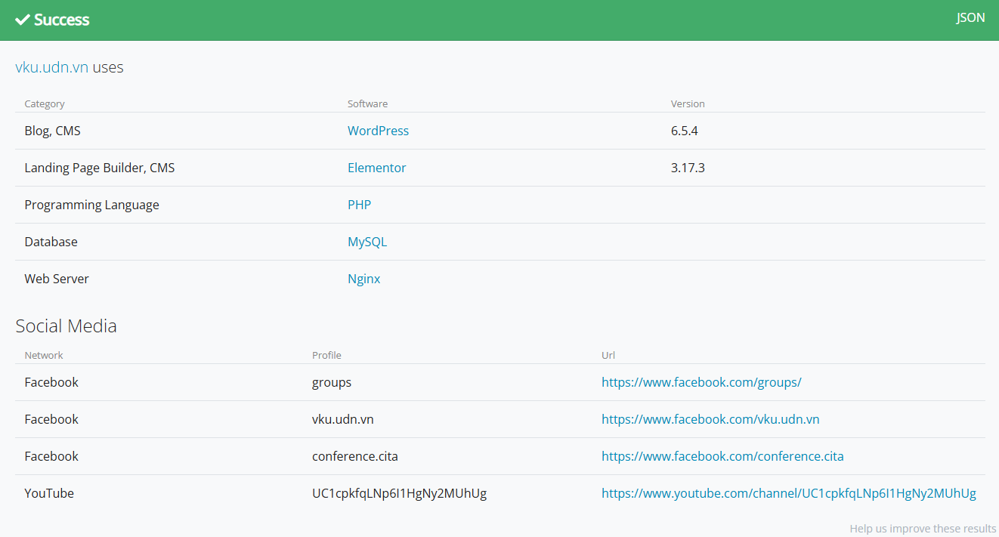 Success
JSON
vku.udn.vn uses
Category Software Version
Blog, CMS WordPress 6.5.4
Landing Page Builder, CMS Elementor 3.17.3
Programming Language PHP
Database MySQL
Web Server Nginx
Social Media
Network Profile Url
Facebook groups https://www.facebook.com/groups/
Facebook vku.udn.vn https://www.facebook.com/vku.udn.vn
Facebook conference.cita https://www.facebook.com/conference.cita
YouTube UC1cpkfqLNp6I1HgNy2MUhUg https://www.youtube.com/channel/UC1cpkfqLNp6I1HgNy2MUhUg
Help us improve these results